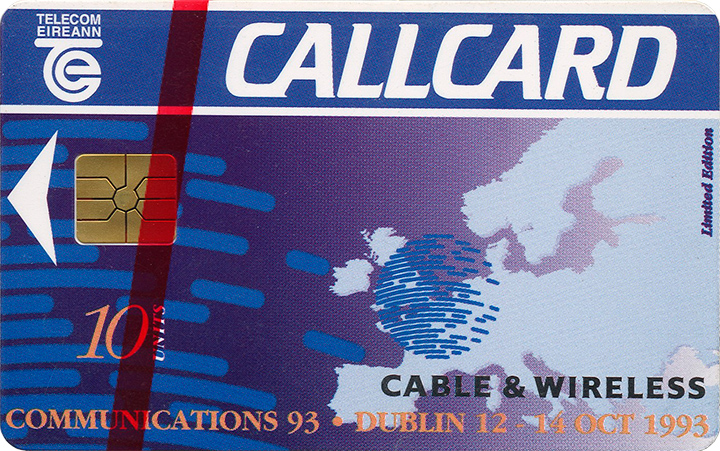 TELECOM
EIREANN
CALLCARD
Limited Edition
10 UNITS
CABLE & WIRELESS
COMMUNICATIONS 93 • DUBLIN 12 - 14 OCT 1993